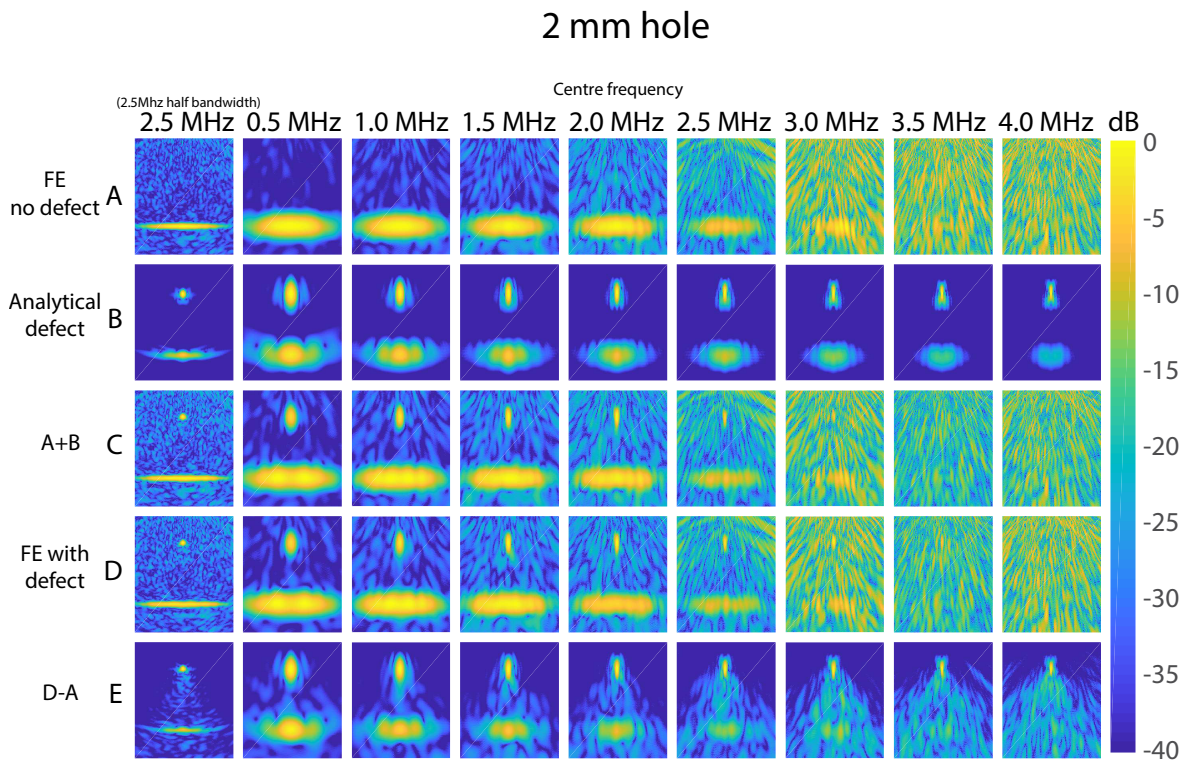 2 mm hole
Centre frequency
(2.5Mhz half bandwidth)
2.5 MHz 0.5 MHz 1.0 MHz 1.5 MHz 2.0 MHz 2.5 MHz 3.0 MHz 3.5 MHz 4.0 MHz dB
FE
no defect
A
Analytical
defect
B
A+B
C
FE with
defect
D
D-A
E
0
-5
-10
-15
-20
-25
-30
-35
-40